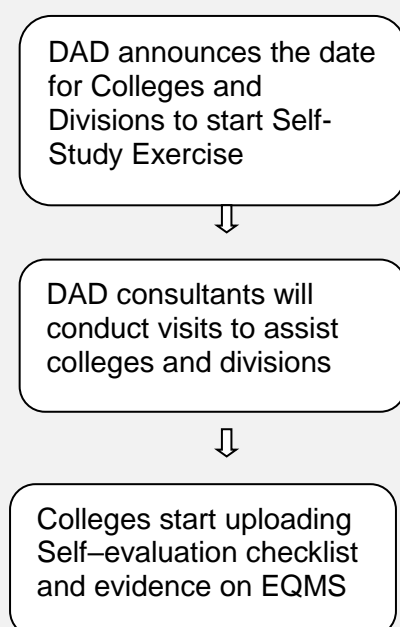 DAD announces the date
for Colleges and
Divisions to start Self-
Study Exercise
DAD consultants will
conduct visits to assist
colleges and divisions
Colleges start uploading
Self–evaluation checklist
and evidence on EQMS